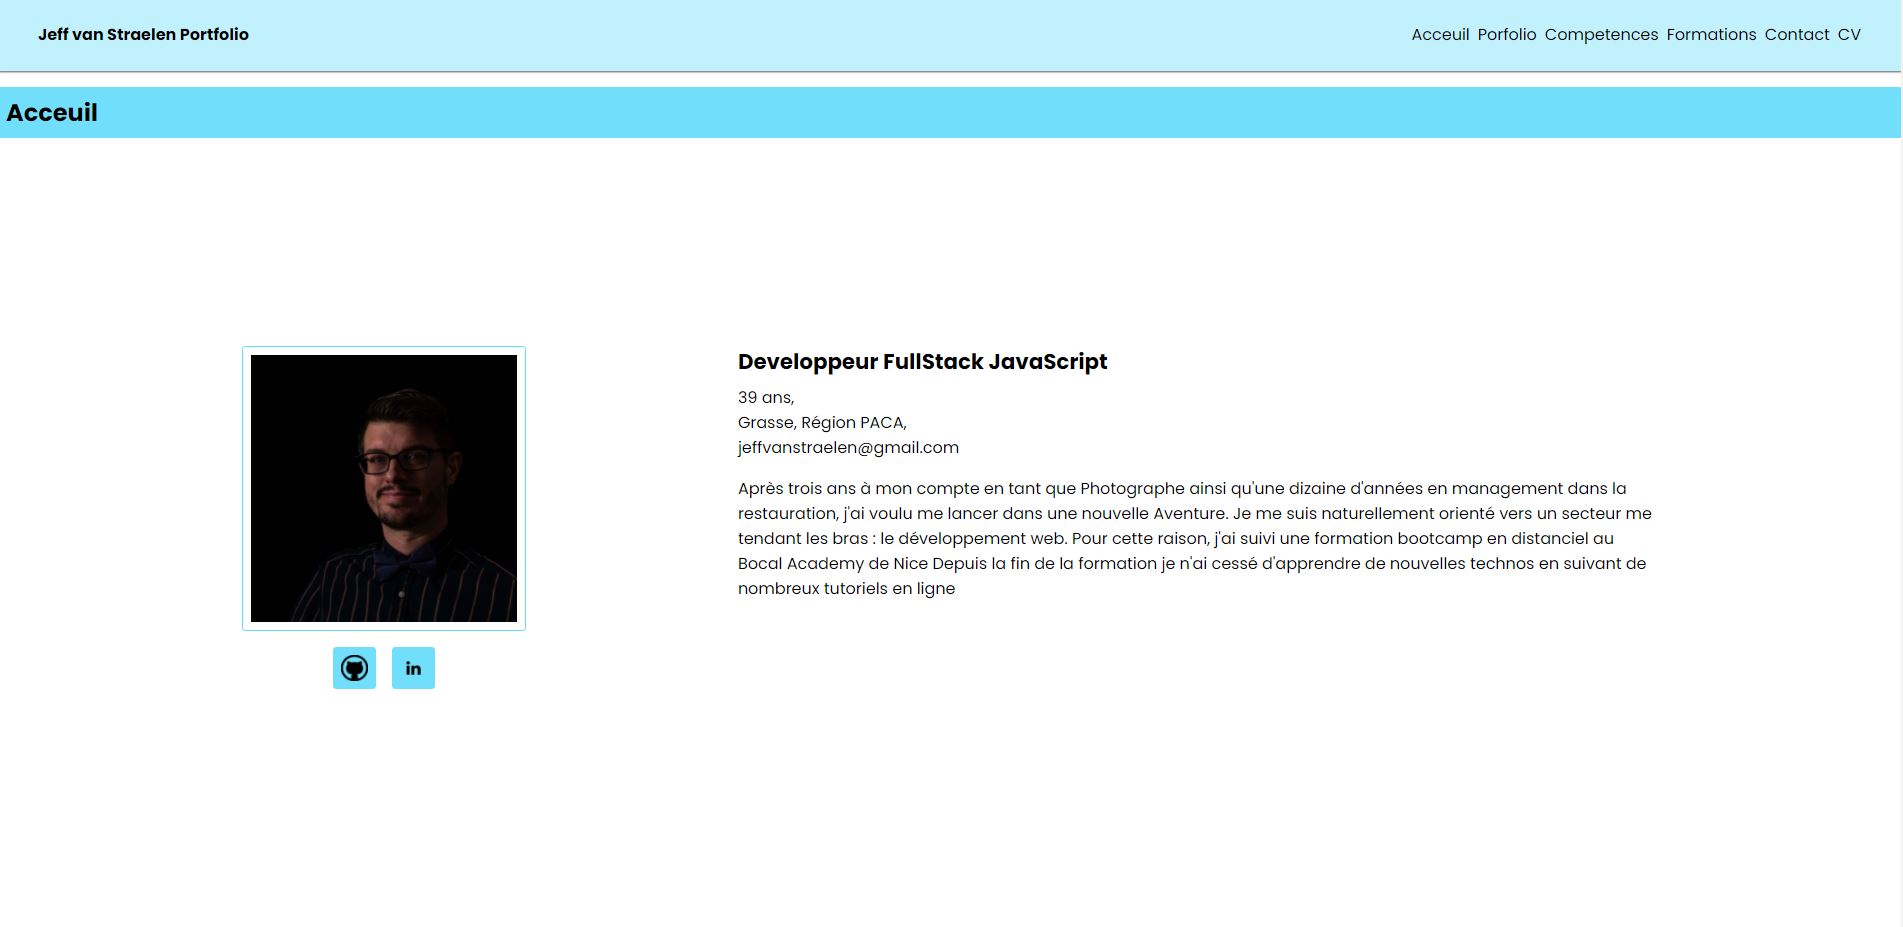 Jeff van Straelen Portfolio
Acceuil Porfolio Competences Formations Contact CV
Acceuil
Developpeur FullStack JavaScript
39 ans,
Grasse, Région PACA,
jeffvanstraelen@gmail.com
Après trois ans à mon compte en tant que Photographe ainsi qu'une dizaine d'années en management dans la
restauration, j'ai voulu me lancer dans une nouvelle Aventure. Je me suis naturellement orienté vers un secteur me
tendant les bras : le développement web. Pour cette raison, j'ai suivi une formation bootcamp en distanciel au
Bocal Academy de Nice Depuis la fin de la formation je n'ai cessé d'apprendre de nouvelles technos en suivant de
nombreux tutoriels en ligne
in